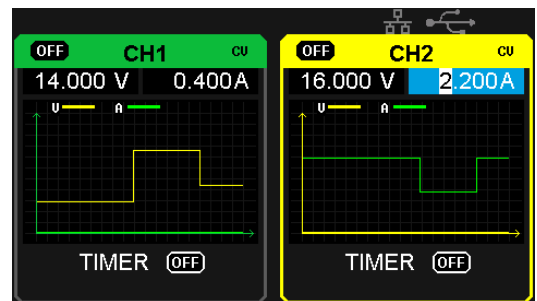 OFF CH1 CV
14.000 V 0.400A
V A
TIMER OFF
OFF CH2 CV
16.000 V 2.200A
V A
TIMER OFF